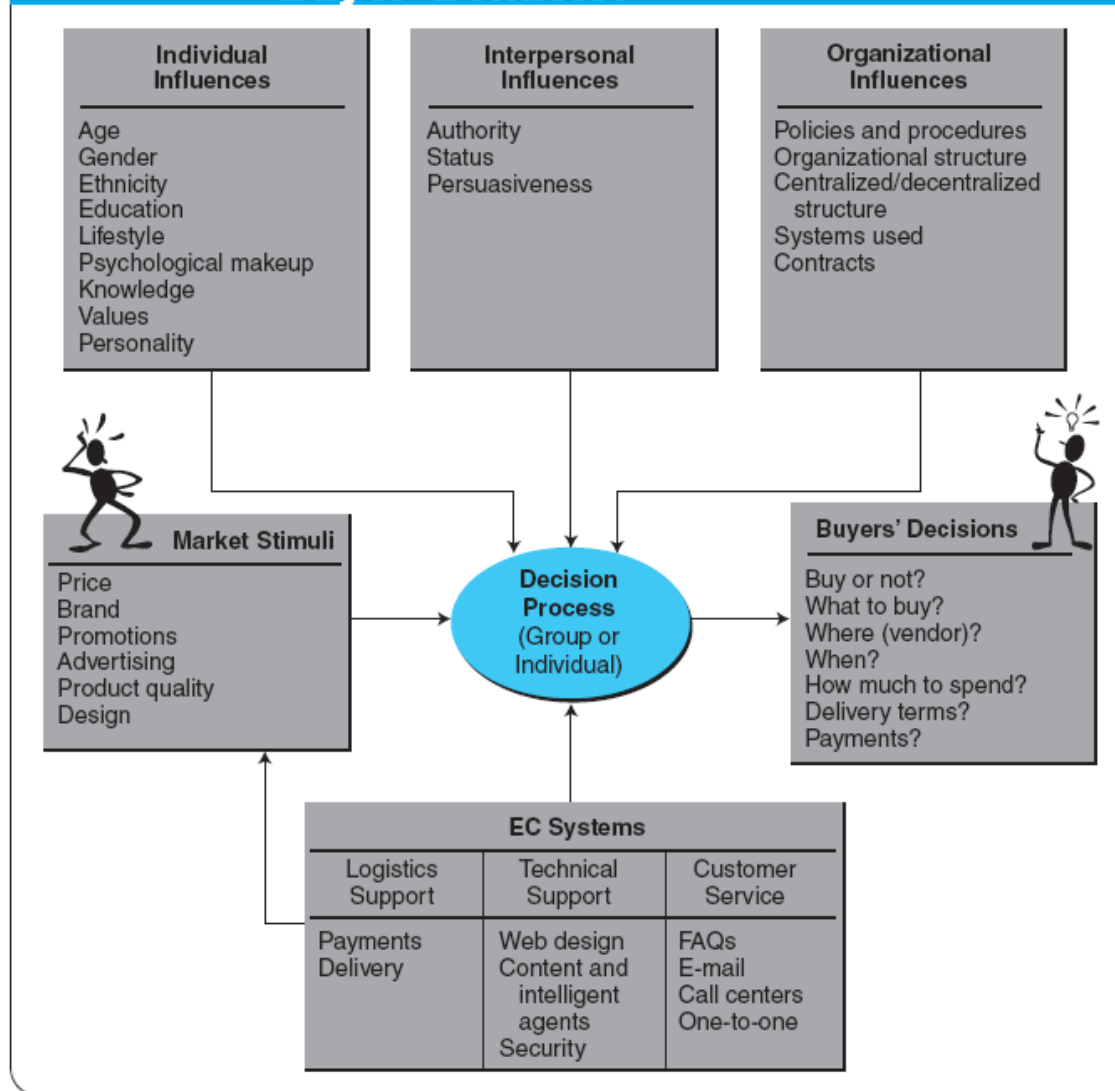 Individual
Influences
Age
Gender
Ethnicity
Education
Lifestyle
Psychological makeup
Knowledge
Values
Personality
Interpersonal
Influences
Authority
Status
Persuasiveness
Organizational
Influences
Policies and procedures
Organizational structure
Centralized/decentralized
structure
Systems used
Contracts
Market Stimuli
Price
Brand
Promotions
Advertising
Product quality
Design
Decision
Process
(Group or
Individual)
Buyers’ Decisions
Buy or not?
What to buy?
Where (vendor)?
When?
How much to spend?
Delivery terms?
Payments?
EC Systems
Logistics
Support
Payments
Delivery
Technical
Support
Web design
Content and
intelligent
agents
Security
Customer
Service
FAQs
E-mail
Call centers
One-to-one